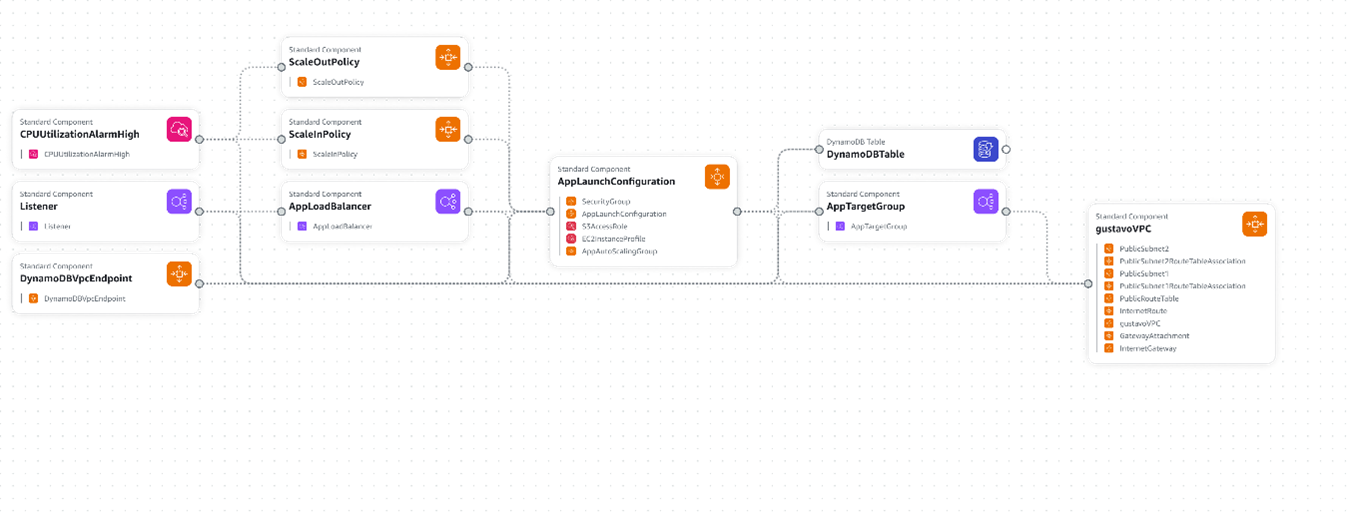 Standard Component
ScaleOutPolicy
ScaleOutPolicy
Standard Component
CPUUtilizationAlarmHigh
CPUUtilizationAlarmHigh
Standard Component
ScaleInPolicy
ScaleInPolicy
Standard Component
Listener
Listener
Standard Component
AppLoadBalancer
AppLoadBalancer
Standard Component
DynamoDBVpcEndpoint
DynamoDBVpcEndpoint
Standard Component
AppLaunchConfiguration
SecurityGroup
AppLaunchConfiguration
S3AccessRole
EC2InstanceProfile
AppAutoScalingGroup
DynamoDB Table
DynamoDBTable
Standard Component
AppTargetGroup
AppTargetGroup
Standard Component
gustavoVPC
PublicSubnet2
PublicSubnet2RouteTableAssociation
PublicSubnet1
PublicSubnet1RouteTableAssociation
PublicRouteTable
InternetRoute
gustavoVPC
GatewayAttachment
InternetGateway